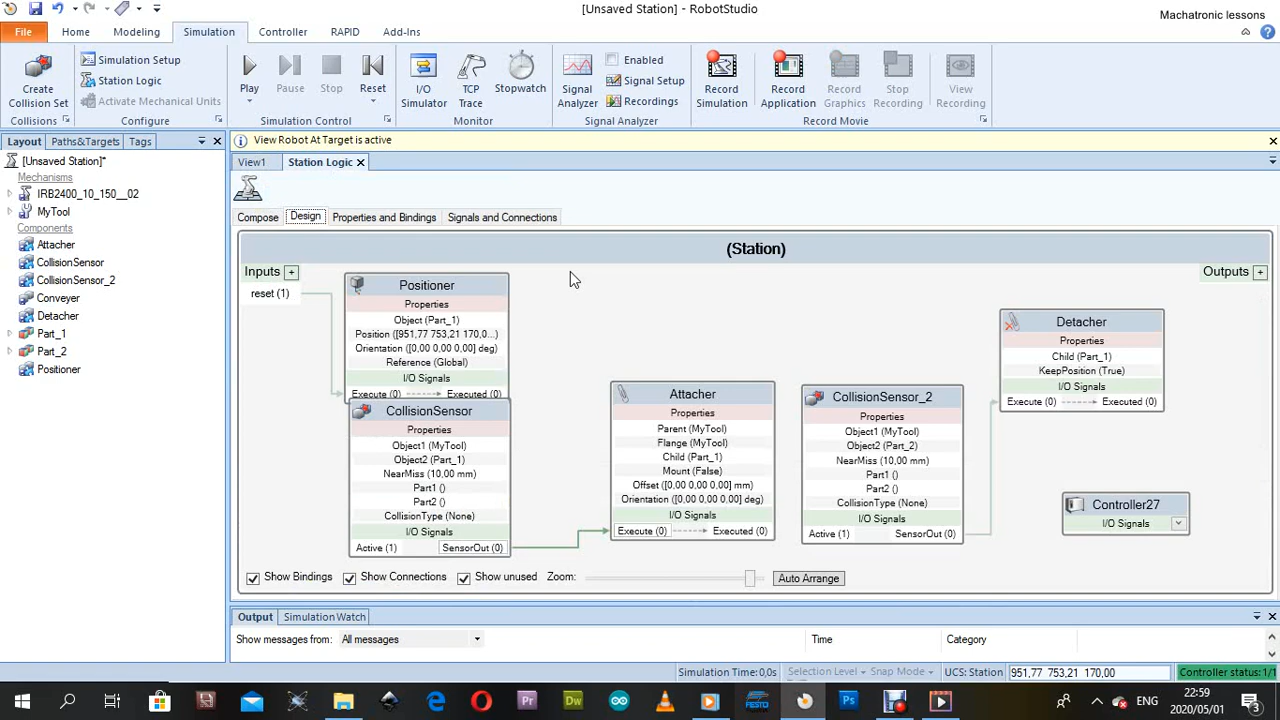 [Unsaved Station] - RobotStudio
Machatronic lessons
File Home Modeling Simulation Controller RAPID Add-Ins
Create Collision Set
Simulation Setup
Station Logic
Activate Mechanical Units
Play
Pause
Stop
Reset
I/O Simulator
TCP Trace
Stopwatch
Signal Analyzer
Enabled
Signal Setup
Recordings
Record Simulation
Record Application
Record Graphics
Stop Recording
View Recording
Collisions
Configure
Simulation Control
Monitor
Signal Analyzer
Record Movie
Layout Paths&Targets Tags
[Unsaved Station]*
Mechanisms
IRB2400_10_150__02
MyTool
Components
Attacher
CollisionSensor
CollisionSensor_2
Conveyer
Detacher
Part_1
Part_2
Positioner
View Robot At Target is active
View1 Station Logic
Compose Design Properties and Bindings Signals and Connections
(Station)
Inputs +
reset (1)
Outputs +
Positioner
Properties
Object (Part_1)
Position ([951,77 753,21 170,0...)
Orientation ([0,00 0,00 0,00] deg)
Reference (Global)
I/O Signals
Execute (0) Executed (0)
CollisionSensor
Properties
Object1 (MyTool)
Object2 (Part_1)
NearMiss (10,00 mm)
Part1 ()
Part2 ()
CollisionType (None)
I/O Signals
Active (1) SensorOut (0)
Attacher
Properties
Parent (MyTool)
Flange (MyTool)
Child (Part_1)
Mount (False)
Offset ([0,00 0,00 0,00] mm)
Orientation ([0,00 0,00 0,00] deg)
I/O Signals
Execute (0) Executed (0)
CollisionSensor_2
Properties
Object1 (MyTool)
Object2 (Part_2)
NearMiss (10,00 mm)
Part1 ()
Part2 ()
CollisionType (None)
I/O Signals
Active (1) SensorOut (0)
Detacher
Properties
Child (Part_1)
KeepPosition (True)
I/O Signals
Execute (0) Executed (0)
Controller27
I/O Signals
Show Bindings Show Connections Show unused Zoom: Auto Arrange
Output Simulation Watch
Show messages from: All messages Time Category
Simulation Time: 0,0s Selection Level Snap Mode UCS: Station 951,77 753,21 170,00 Controller status: 1/1
Pr
Dw
FESTO
Ps
ENG
22:59
2020/05/01
3